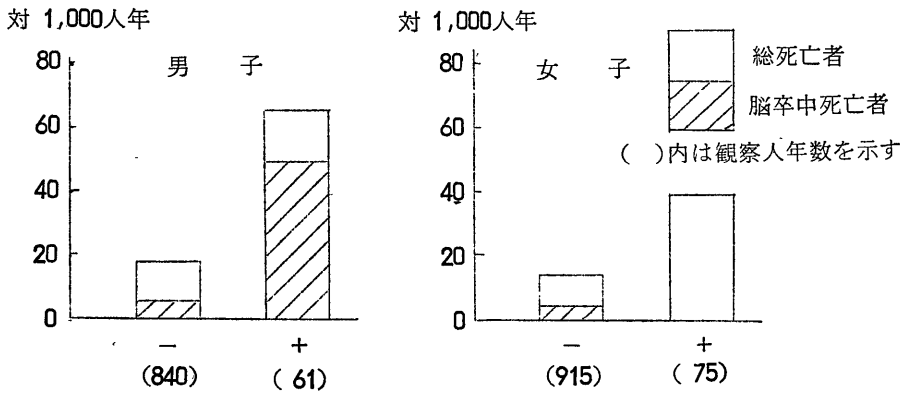 対 1,000人年
男 子
80
60
40
20
0
− +
(840) ( 61)
対 1,000人年
女 子
80
60
40
20
0
− +
(915) ( 75)
総死亡者
脳卒中死亡者
( )内は観察人年数を示す